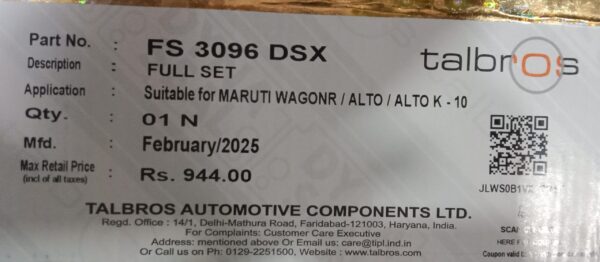 Part No. : FS 3096 DSX
talbros
Description : FULL SET
Application : Suitable for MARUTI WAGONR / ALTO / ALTO K - 10
Qty. : 01 N
Mfd. : February/2025
Max Retail Price : Rs. 944.00
(incl of all taxes)
TALBROS AUTOMOTIVE COMPONENTS LTD.
Regd. Office : 14/1, Delhi-Mathura Road, Faridabad-121003, Haryana, India.
For Complaints: Customer Care Executive
Address: mentioned above Or Email us: care@tipl.ind.in
Or Call us on Ph.: 0129-2251500, Website : www.talbros.com
HERE
Coupon valid